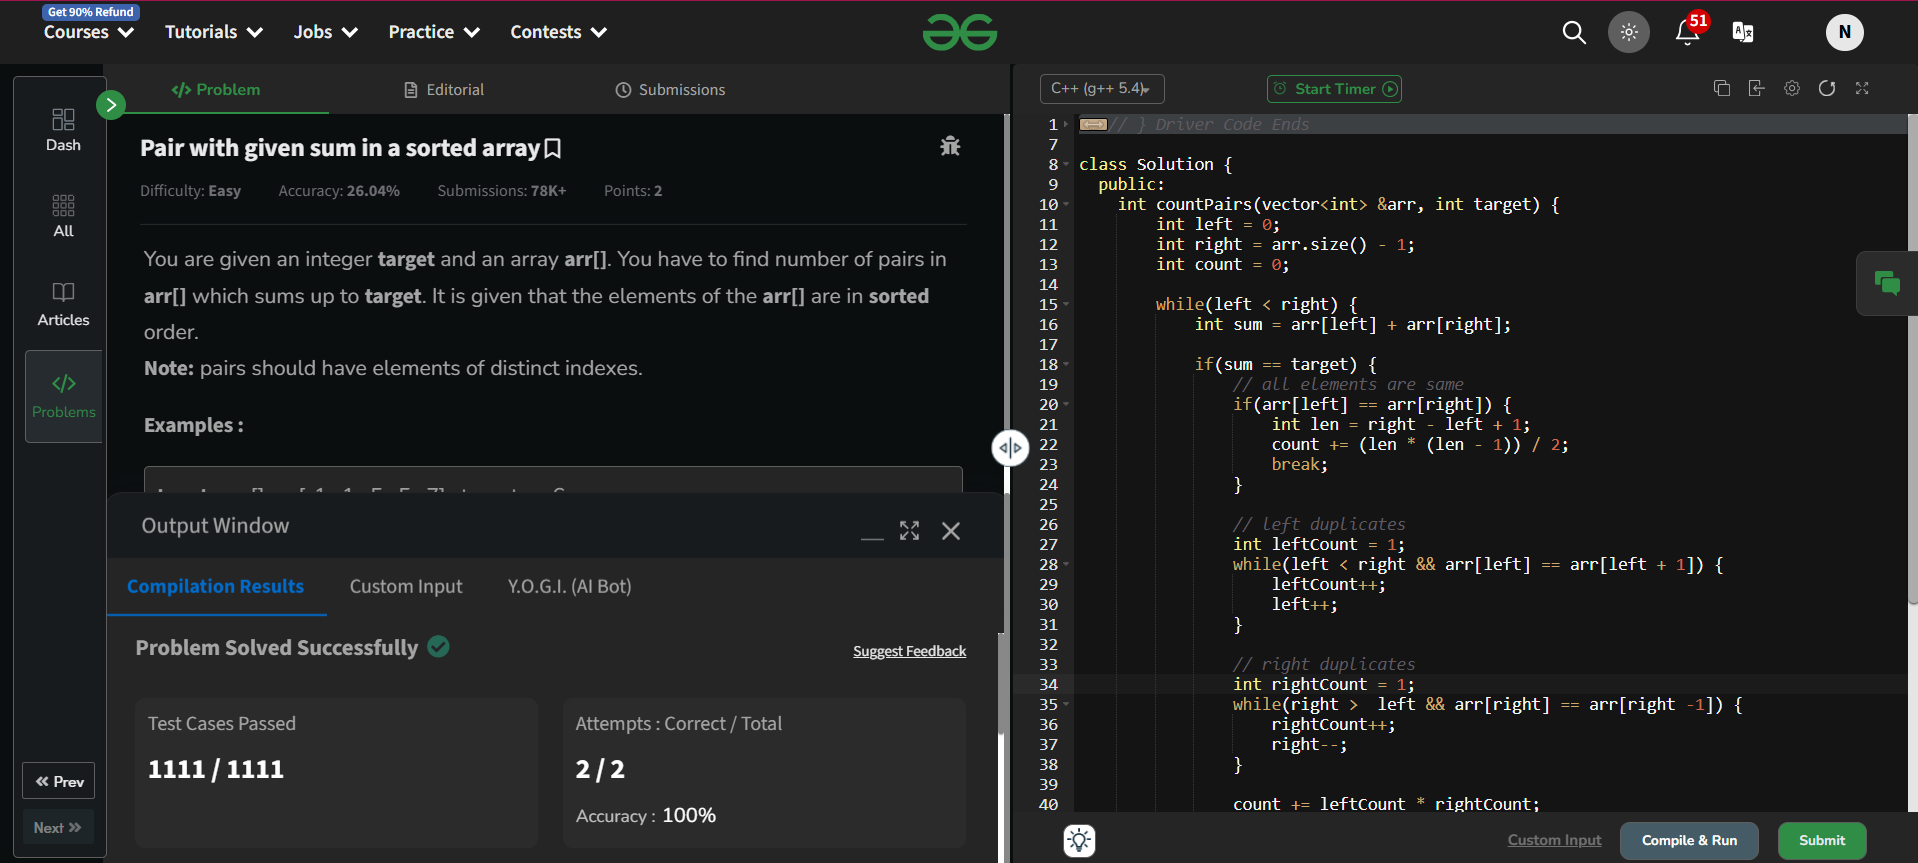 Get 90% Refund
Courses Tutorials Jobs Practice Contests
51
N
Dash
All
Articles
Problems
Prev
Next
Problem Editorial Submissions
Pair with given sum in a sorted array
Difficulty: Easy Accuracy: 26.04% Submissions: 78K+ Points: 2
You are given an integer target and an array arr[]. You have to find number of pairs in
arr[] which sums up to target. It is given that the elements of the arr[] are in sorted
order.
Note: pairs should have elements of distinct indexes.
Examples :
Output Window
Compilation Results Custom Input Y.O.G.I. (AI Bot)
Problem Solved Successfully
Suggest Feedback
Test Cases Passed
1111 / 1111
Attempts : Correct / Total
2 / 2
Accuracy : 100%
C++ (g++ 5.4)
Start Timer
1 // } Driver Code Ends
7
8 class Solution {
9 public:
10 int countPairs(vector<int> &arr, int target) {
11 int left = 0;
12 int right = arr.size() - 1;
13 int count = 0;
14
15 while(left < right) {
16 int sum = arr[left] + arr[right];
17
18 if(sum == target) {
19 // all elements are same
20 if(arr[left] == arr[right]) {
21 int len = right - left + 1;
22 count += (len * (len - 1)) / 2;
23 break;
24 }
25
26 // left duplicates
27 int leftCount = 1;
28 while(left < right && arr[left] == arr[left + 1]) {
29 leftCount++;
30 left++;
31 }
32
33 // right duplicates
34 int rightCount = 1;
35 while(right >  left && arr[right] == arr[right -1]) {
36 rightCount++;
37 right--;
38 }
39
40 count += leftCount * rightCount;
Custom Input Compile & Run Submit